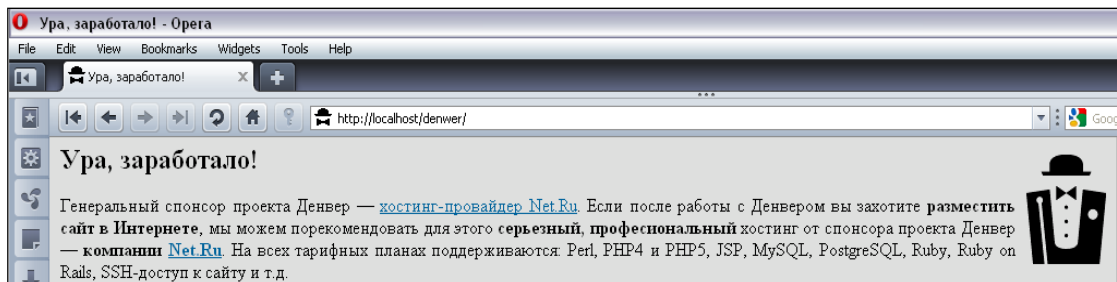 Ура, заработало! - Opera
File Edit View Bookmarks Widgets Tools Help
Ура, заработало!
http://localhost/denwer/
Goog
Ура, заработало!
Генеральный спонсор проекта Денвер — хостинг-провайдер Net.Ru. Если после работы с Денвером вы захотите разместить
сайт в Интернете, мы можем порекомендовать для этого серьезный, професиональный хостинг от спонсора проекта Денвер
— компании Net.Ru. На всех тарифных планах поддерживаются: Perl, PHP4 и PHP5, JSP, MySQL, PostgreSQL, Ruby, Ruby on
Rails, SSH-доступ к сайту и т.д.